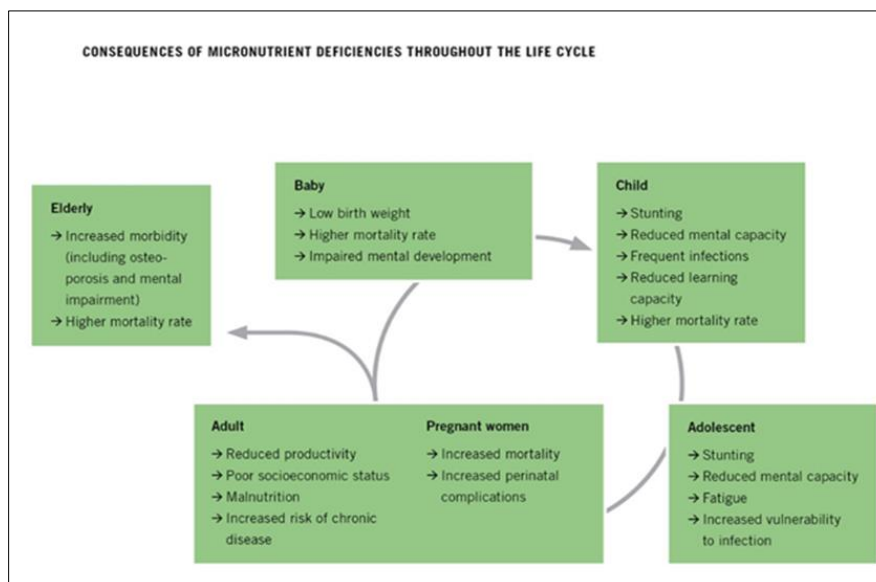 CONSEQUENCES OF MICRONUTRIENT DEFICIENCIES THROUGHOUT THE LIFE CYCLE
Elderly
→ Increased morbidity
(including osteo-
porosis and mental
impairment)
→ Higher mortality rate
Baby
→ Low birth weight
→ Higher mortality rate
→ Impaired mental development
Child
→ Stunting
→ Reduced mental capacity
→ Frequent infections
→ Reduced learning
capacity
→ Higher mortality rate
Adult
→ Reduced productivity
→ Poor socioeconomic status
→ Malnutrition
→ Increased risk of chronic
disease
Pregnant women
→ Increased mortality
→ Increased perinatal
complications
Adolescent
→ Stunting
→ Reduced mental capacity
→ Fatigue
→ Increased vulnerability
to infection